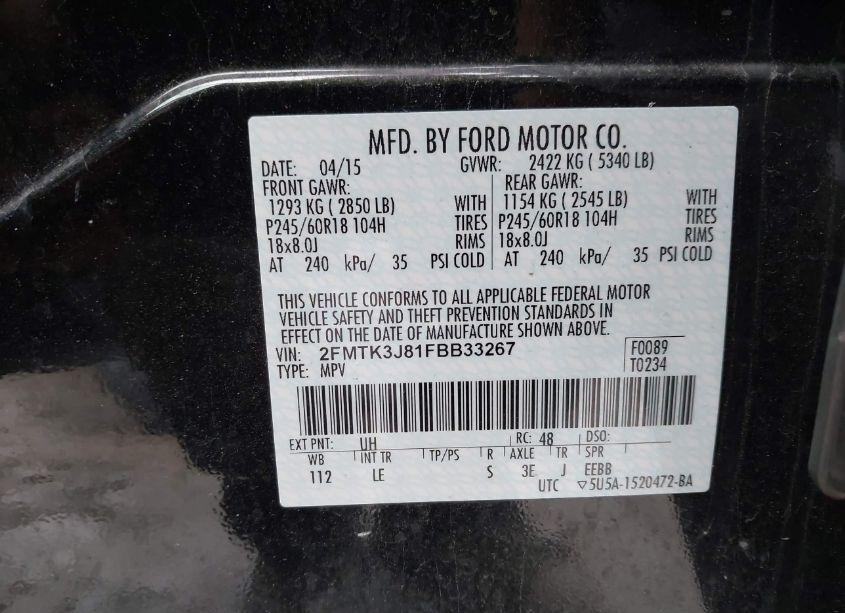 MFD. BY FORD MOTOR CO.
DATE: 04/15 GVWR: 2422 KG ( 5340 LB)
FRONT GAWR: REAR GAWR:
1293 KG ( 2850 LB) WITH 1154 KG ( 2545 LB) WITH
P245/60R18 104H TIRES P245/60R18 104H TIRES
18x8.0J RIMS 18x8.0J RIMS
AT 240 kPa/ 35 PSI COLD AT 240 kPa/ 35 PSI COLD
THIS VEHICLE CONFORMS TO ALL APPLICABLE FEDERAL MOTOR
VEHICLE SAFETY AND THEFT PREVENTION STANDARDS IN
EFFECT ON THE DATE OF MANUFACTURE SHOWN ABOVE.
VIN: 2FMTK3J81FBB33267 F0089
TYPE: MPV T0234
EXT PNT: UH RC: 48 DSO:
WB INT TR TP/PS R AXLE TR SPR
112 LE S 3E J EEBB
UTC ▽5U5A-1520472-BA